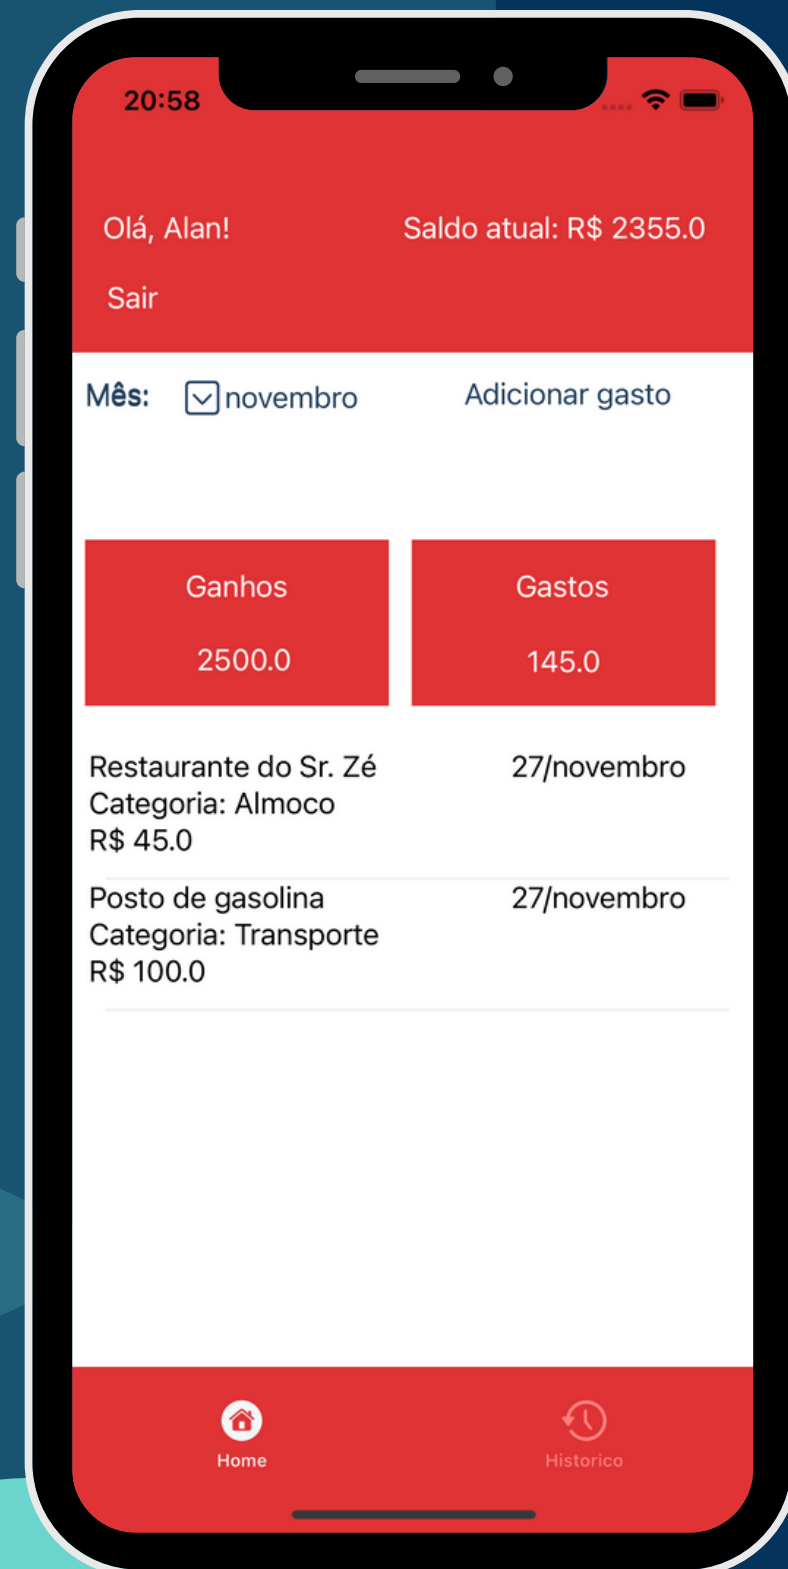 20:58
Olá, Alan!
Saldo atual: R$ 2355.0
Sair
Mês:
novembro
Adicionar gasto
Ganhos
2500.0
Gastos
145.0
Restaurante do Sr. Zé
27/novembro
Categoria: Almoco
R$ 45.0
Posto de gasolina
27/novembro
Categoria: Transporte
R$ 100.0
Home
Historico